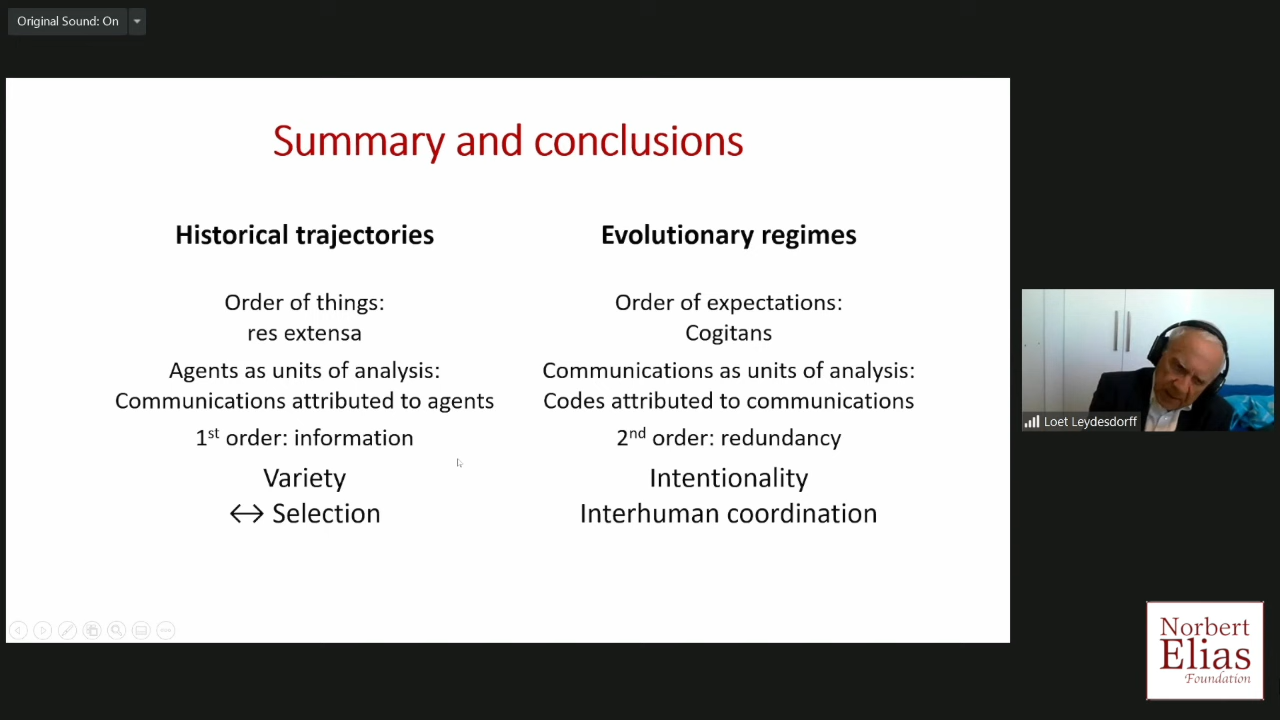 Original Sound: On
Summary and conclusions
Historical trajectories
Order of things:
res extensa
Agents as units of analysis:
Communications attributed to agents
1st order: information
Variety
↔ Selection
Evolutionary regimes
Order of expectations:
Cogitans
Communications as units of analysis:
Codes attributed to communications
2nd order: redundancy
Intentionality
Interhuman coordination
Loet Leydesdorff
Norbert
Elias
Foundation